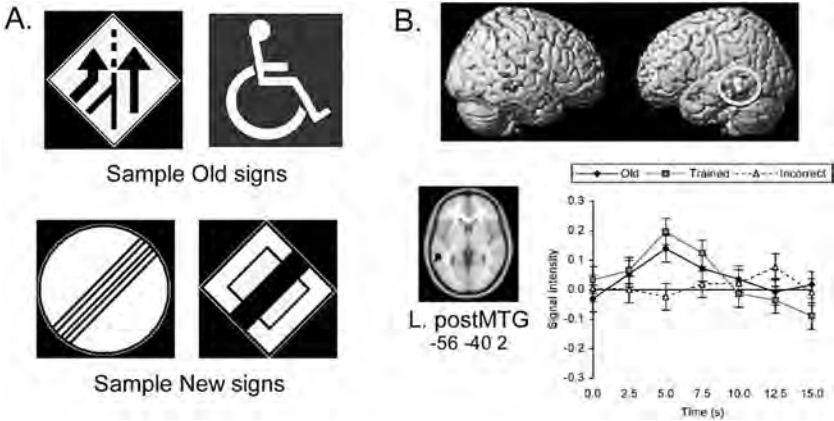 A.
Sample Old signs
Sample New signs
B.
L. postMTG
-56 -40 2
Old Trained Incorrect
Signal intensity
0.3
0.2
0.1
0.0
-0.1
-0.2
-0.3
0.0 2.5 5.0 7.5 10.0 12.5 15.0
Time (s)